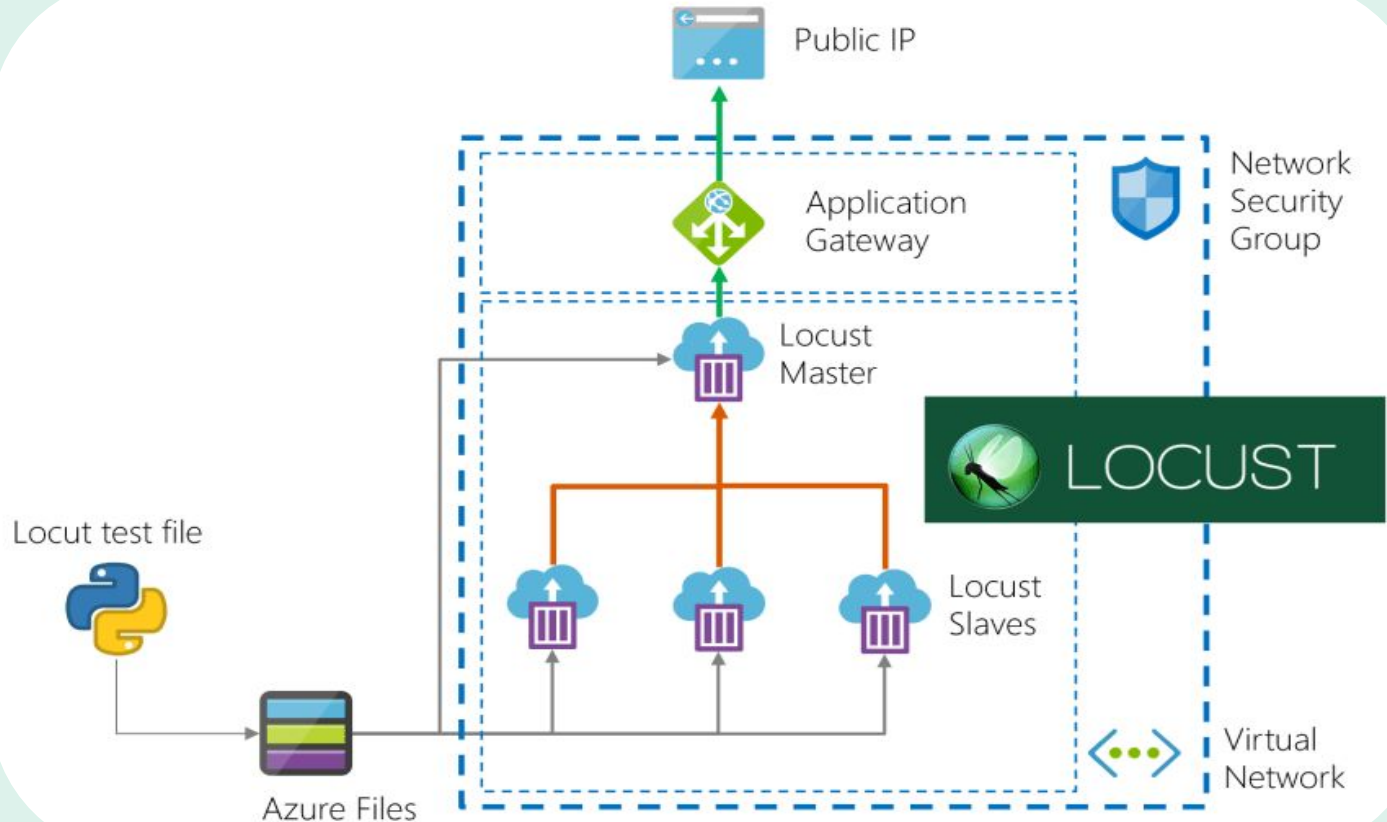 Public IP
Network
Security
Group
Application
Gateway
Locust
Master
LOCUST
Locut test file
Locust
Slaves
Virtual
Network
Azure Files